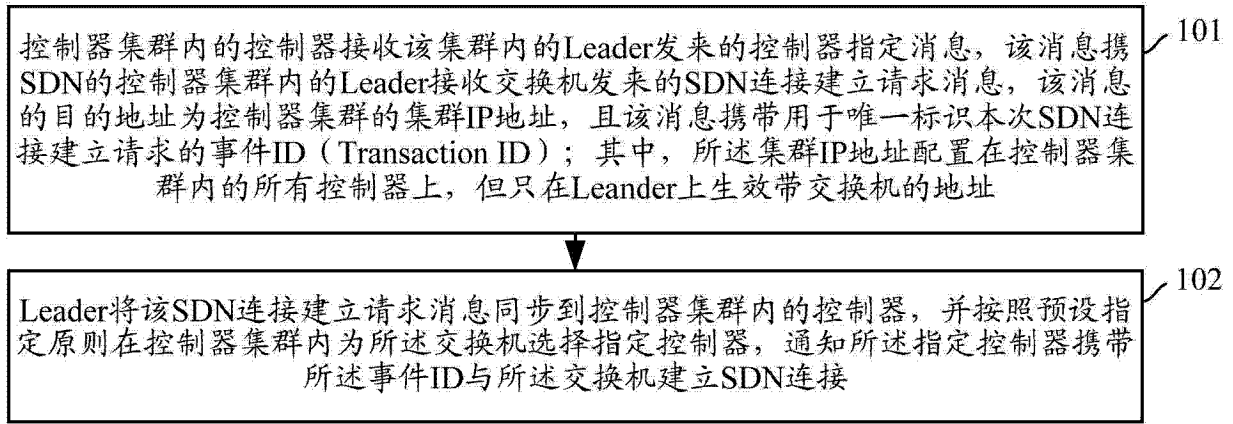 控制器集群内的控制器接收该集群内的Leader发来的控制器指定消息，该消息携
SDN的控制器集群内的Leader接收交换机发来的SDN连接建立请求消息，该消息
的目的地址为控制器集群的集群IP地址，且该消息携带用于唯一标识本次SDN连
接建立请求的事件ID（Transaction ID）；其中，所述集群IP地址配置在控制器集
群内的所有控制器上，但只在Leander上生效带交换机的地址
101
Leader将该SDN连接建立请求消息同步到控制器集群内的控制器，并按照预设指
定原则在控制器集群内为所述交换机选择指定控制器，通知所述指定控制器携带
所述事件ID与所述交换机建立SDN连接
102